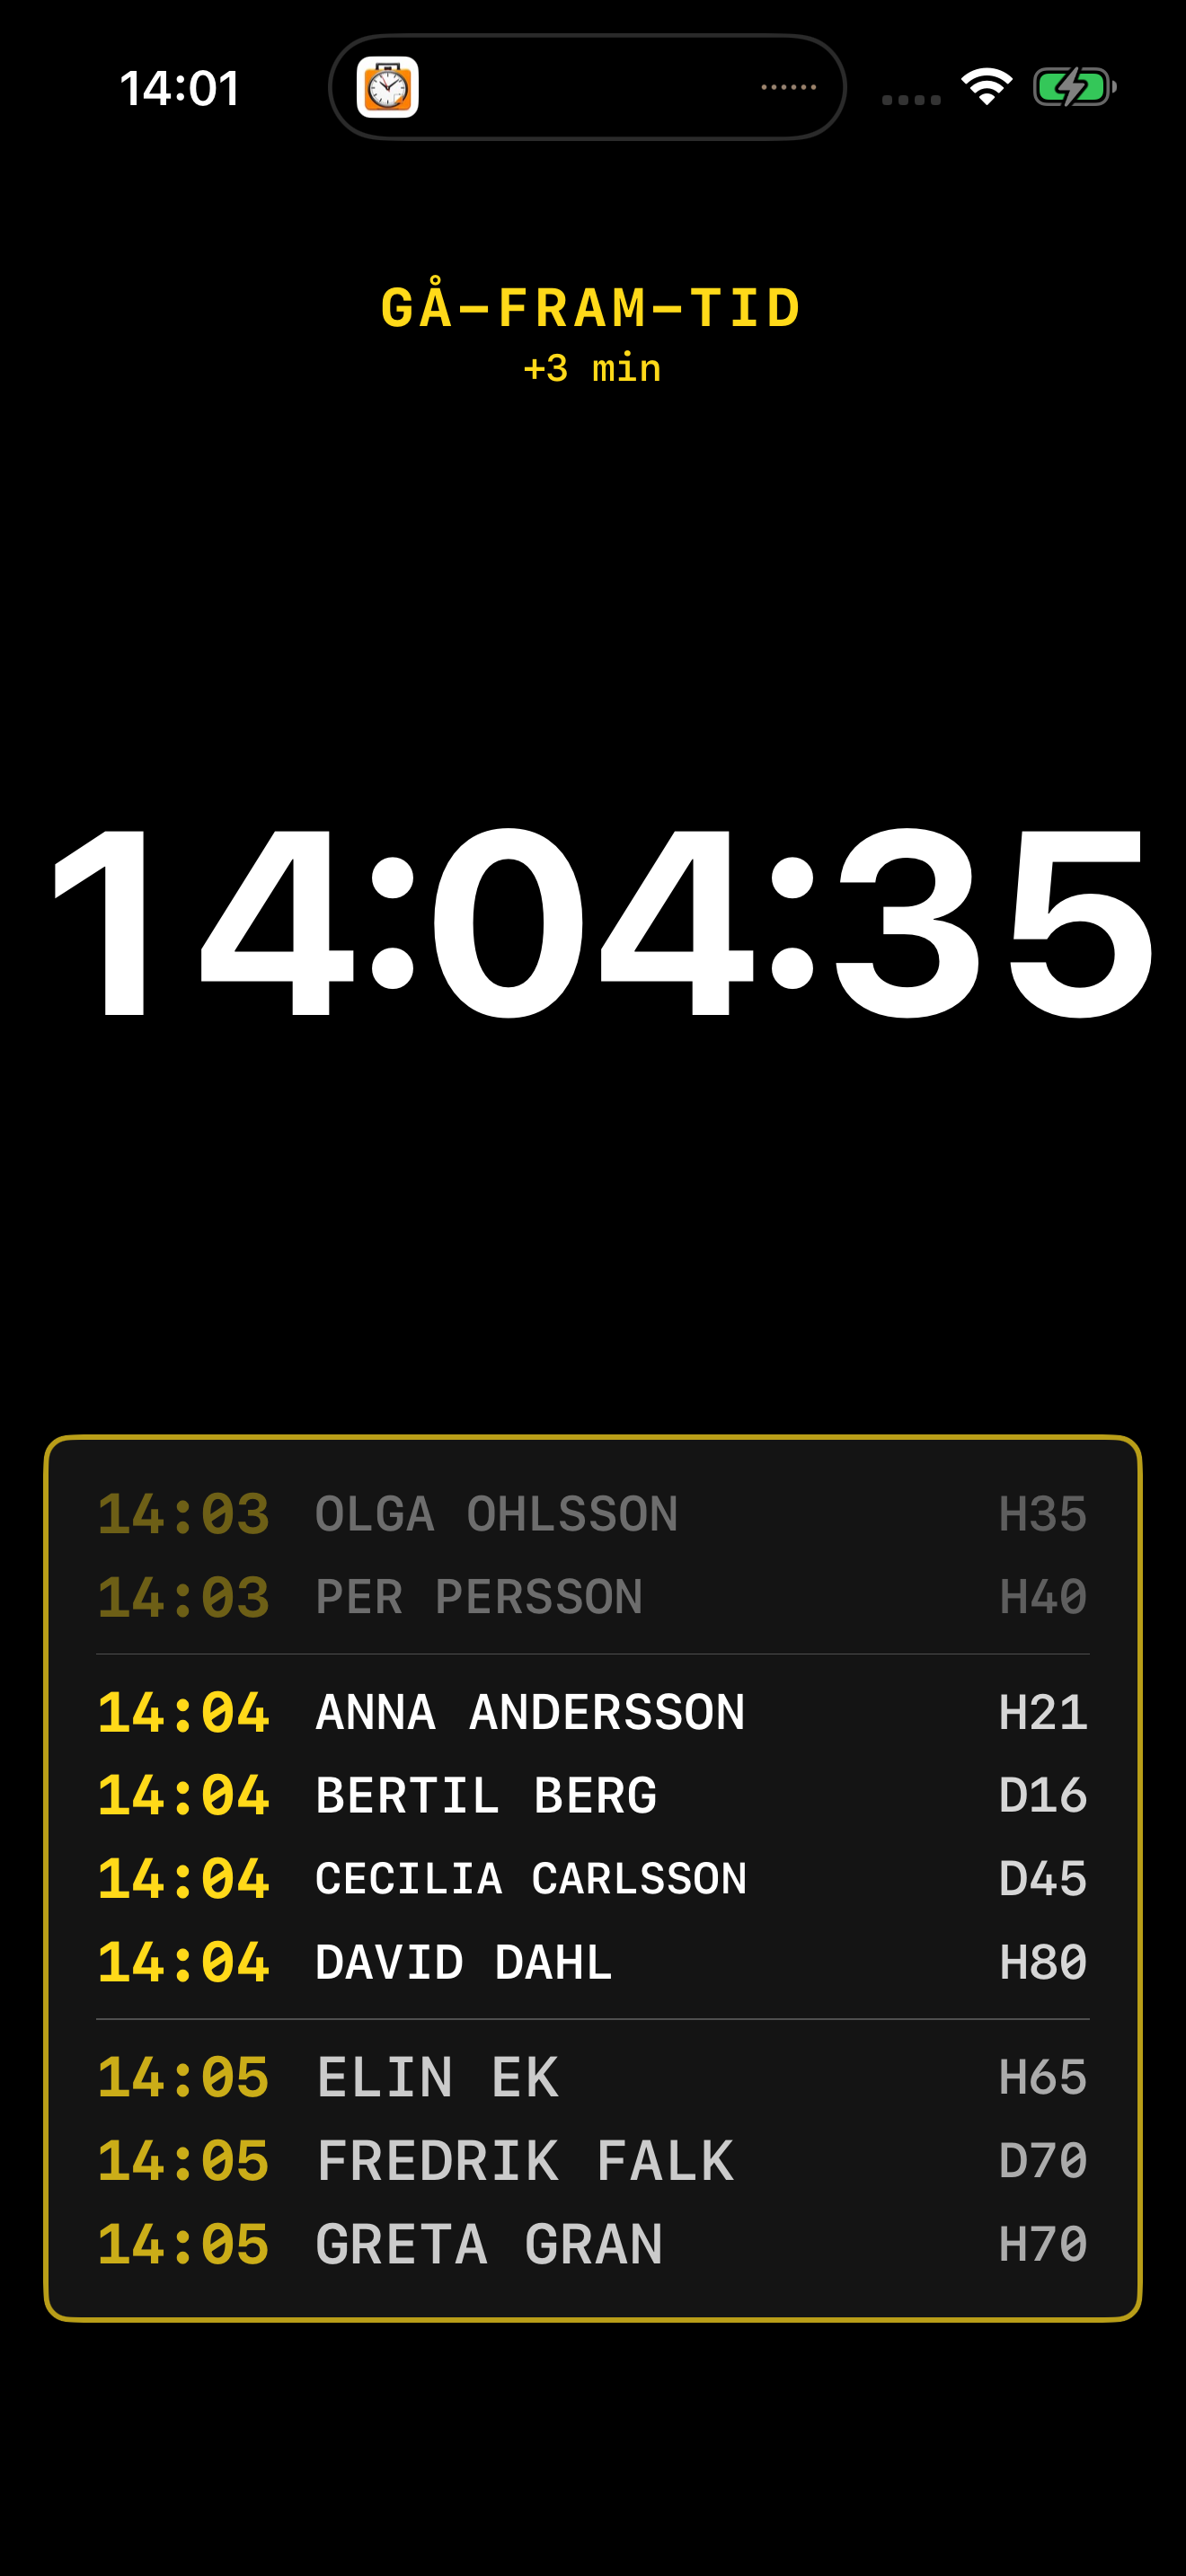 14:01
GÅ-FRAM-TID
+3 min
14:04:35
14:03 OLGA OHLSSON H35
14:03 PER PERSSON H40
14:04 ANNA ANDERSSON H21
14:04 BERTIL BERG D16
14:04 CECILIA CARLSSON D45
14:04 DAVID DAHL H80
14:05 ELIN EK H65
14:05 FREDRIK FALK D70
14:05 GRETA GRAN H70